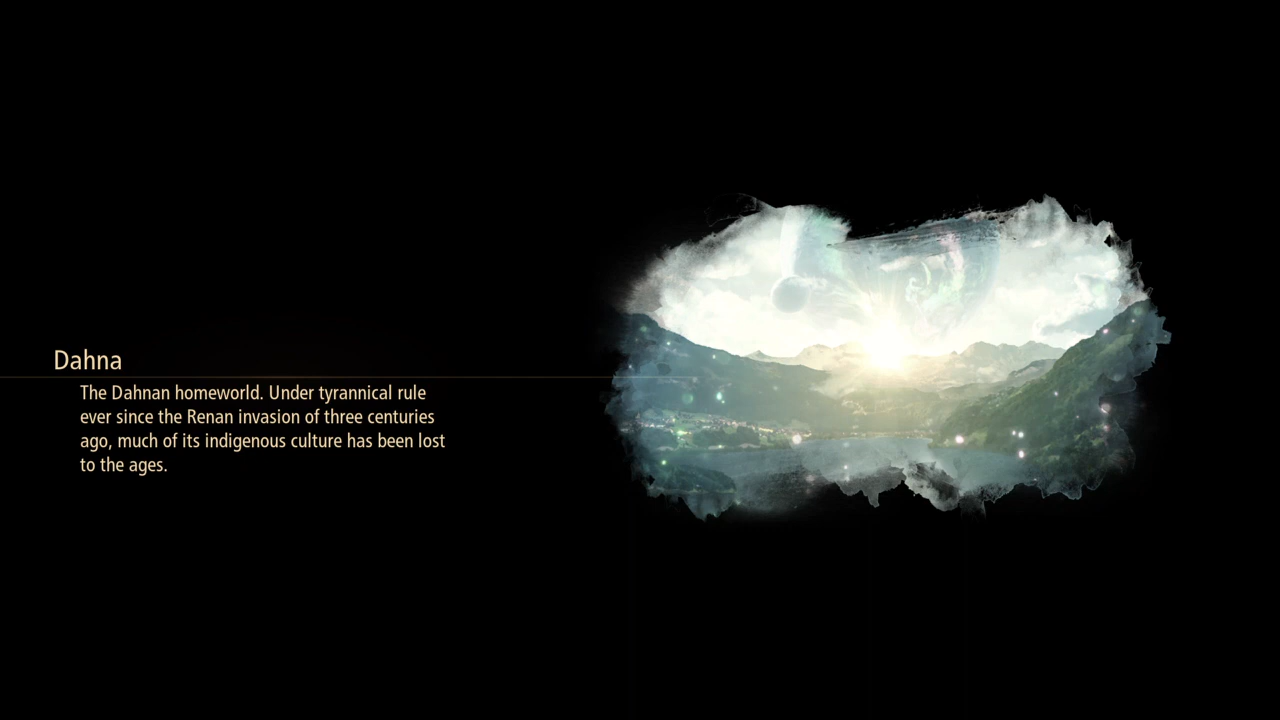 Dahna
The Dahnan homeworld. Under tyrannical rule
ever since the Renan invasion of three centuries
ago, much of its indigenous culture has been lost
to the ages.